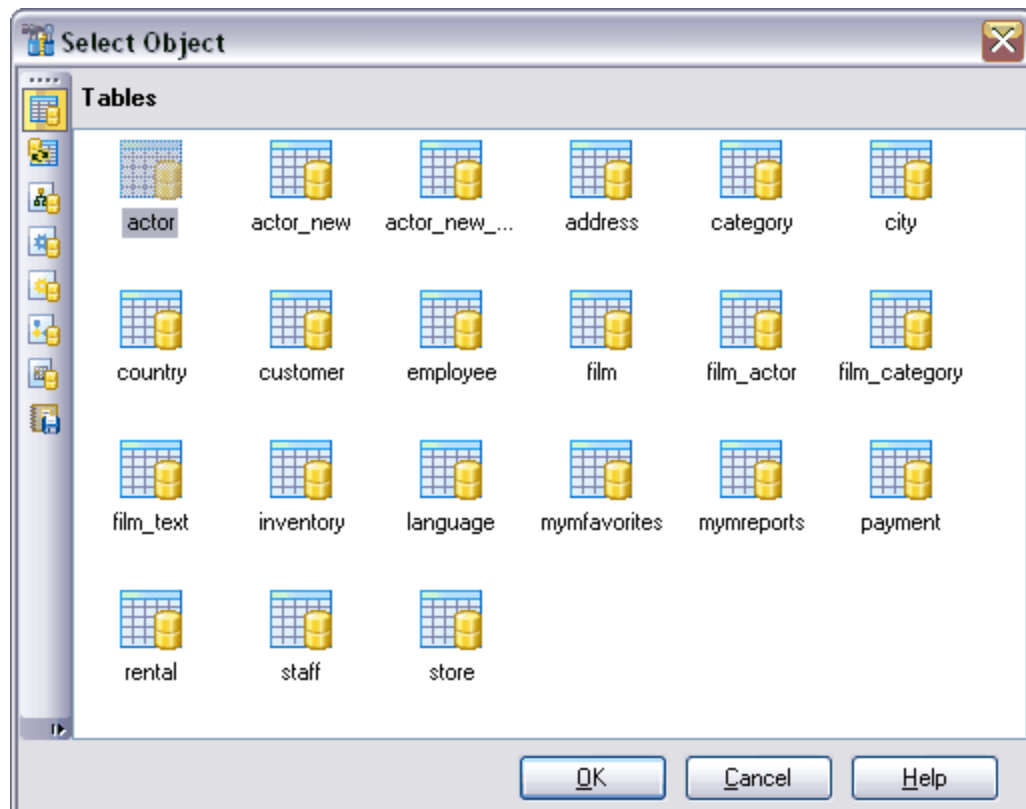 Select Object
Tables
actor actor_new actor_new_... address category city
country customer employee film film_actor film_category
film_text inventory language mymfavorites mymreports payment
rental staff store
OK Cancel Help